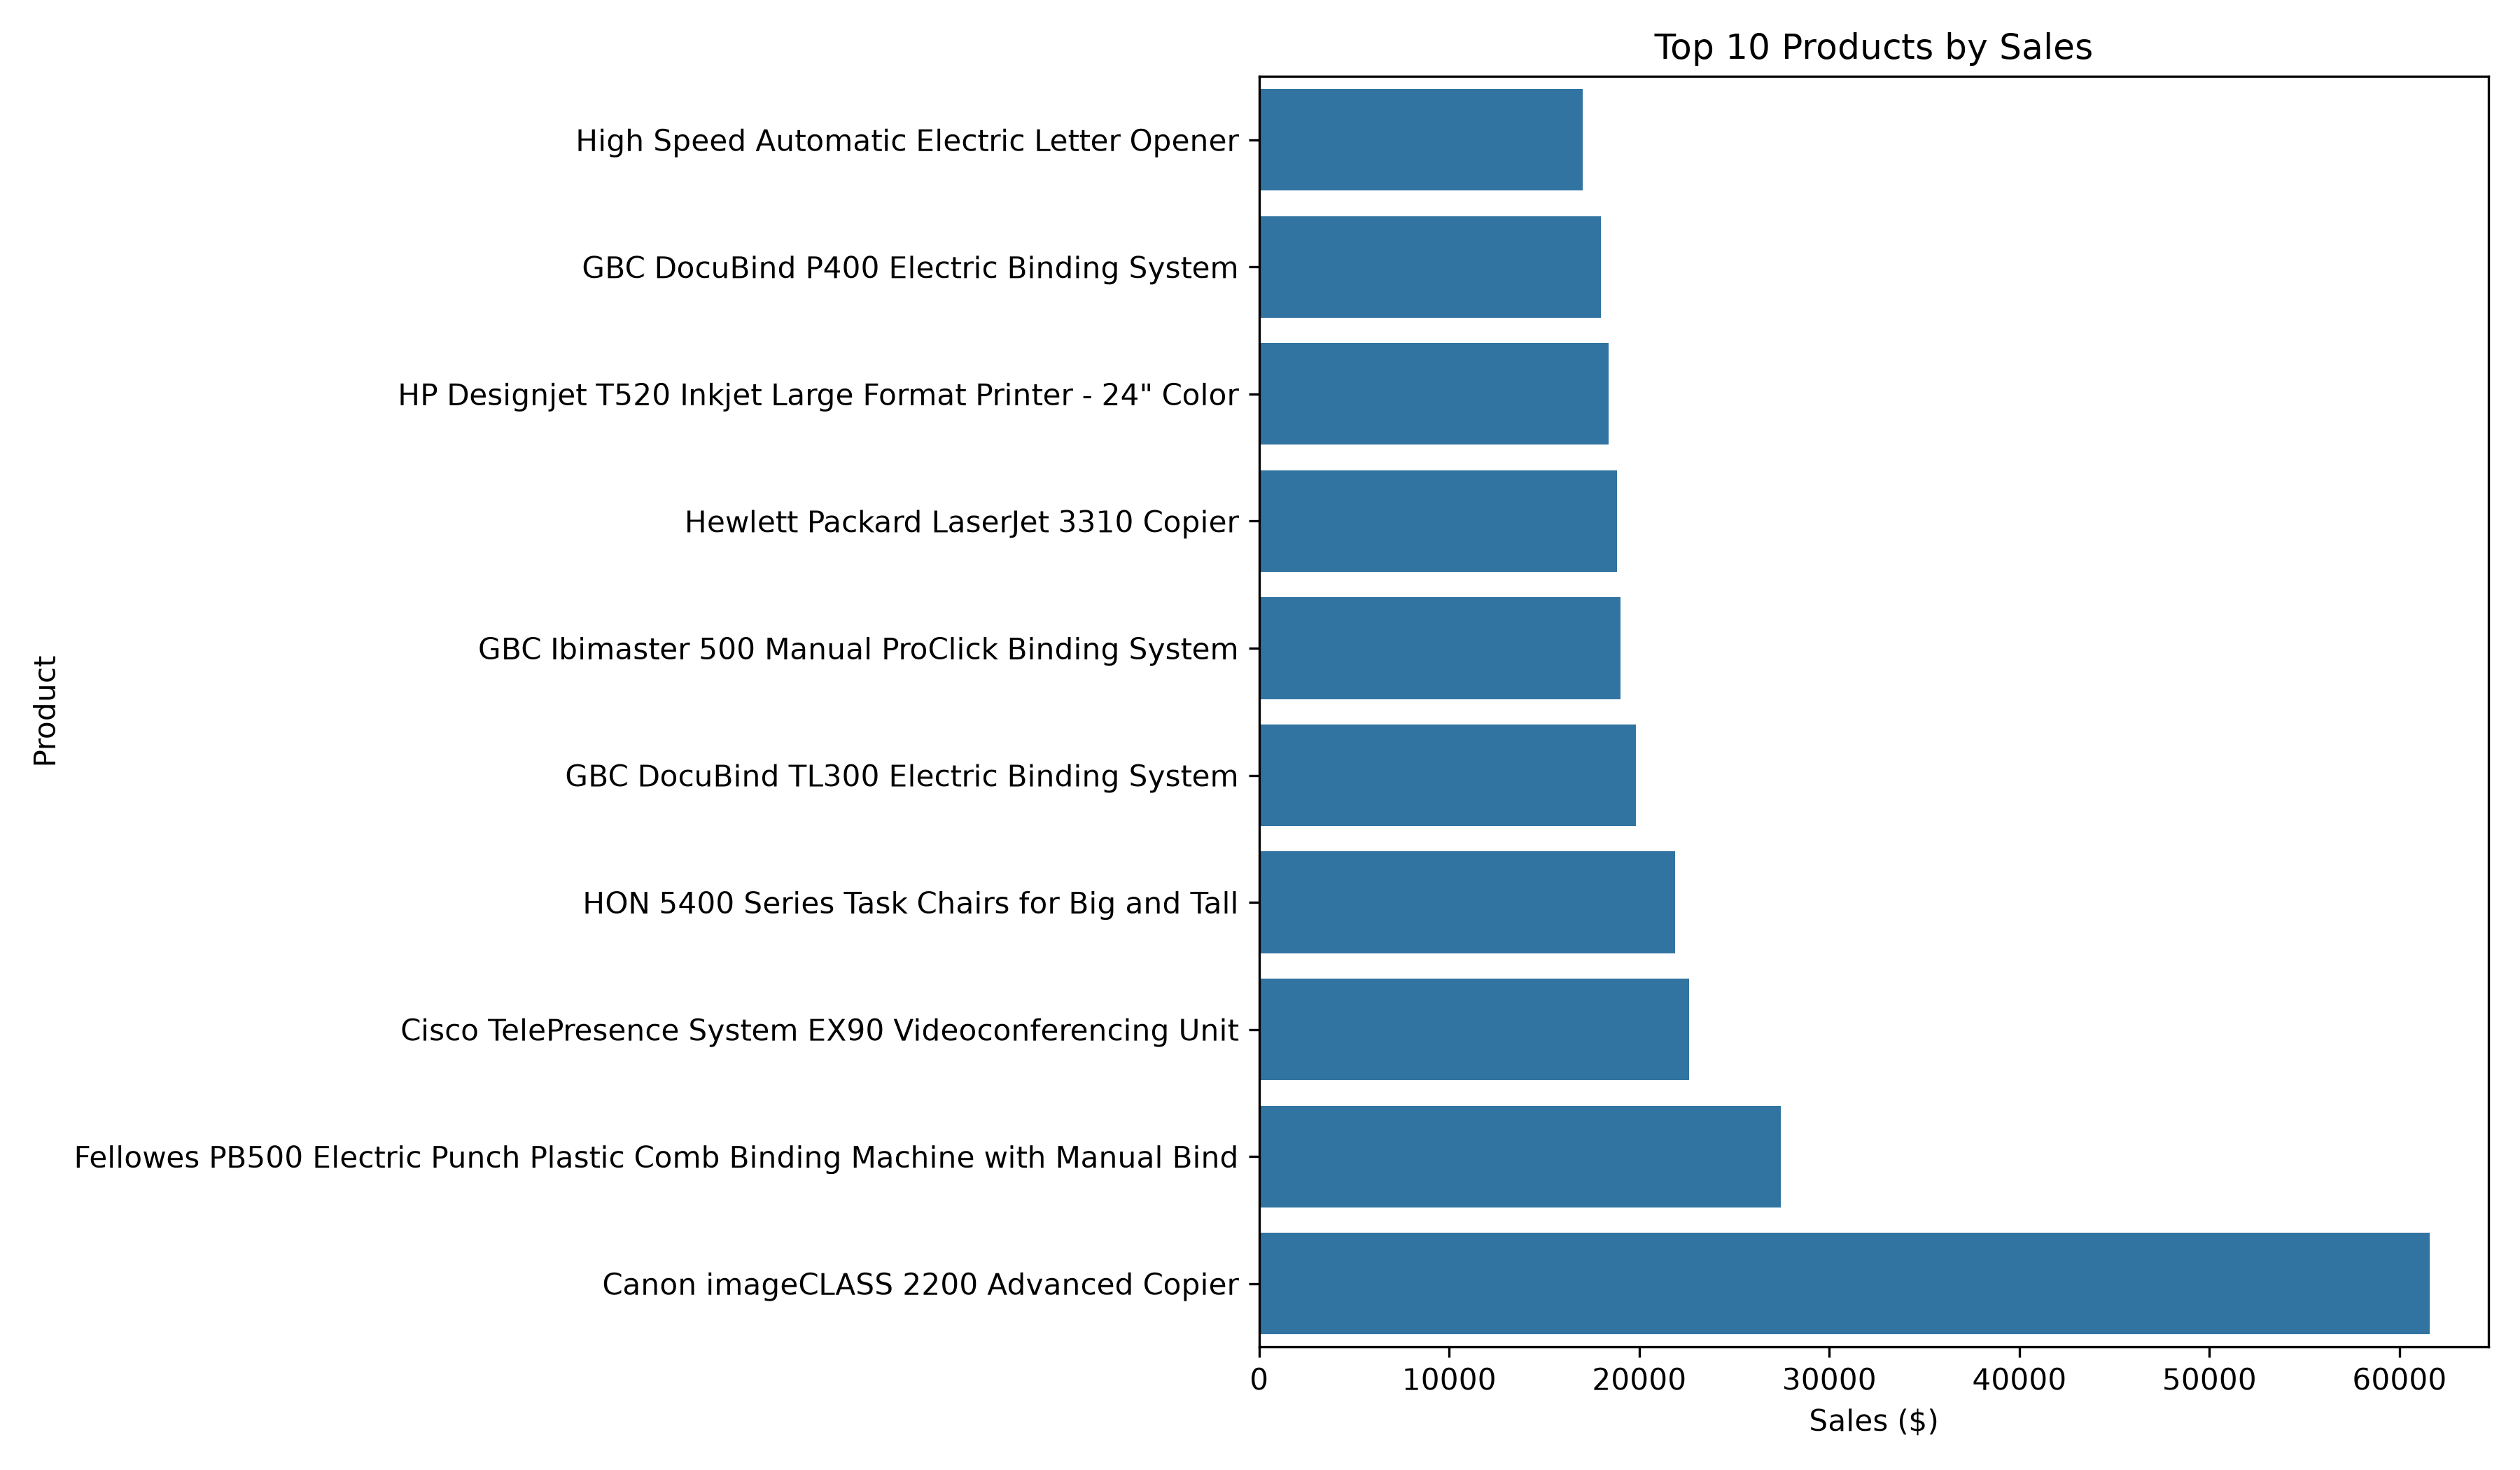 Top 10 Products by Sales
High Speed Automatic Electric Letter Opener
GBC DocuBind P400 Electric Binding System
HP Designjet T520 Inkjet Large Format Printer - 24" Color
Hewlett Packard LaserJet 3310 Copier
GBC Ibimaster 500 Manual ProClick Binding System
Product
GBC DocuBind TL300 Electric Binding System
HON 5400 Series Task Chairs for Big and Tall
Cisco TelePresence System EX90 Videoconferencing Unit
Fellowes PB500 Electric Punch Plastic Comb Binding Machine with Manual Bind
Canon imageCLASS 2200 Advanced Copier
0 10000 20000 30000 40000 50000 60000
Sales ($)